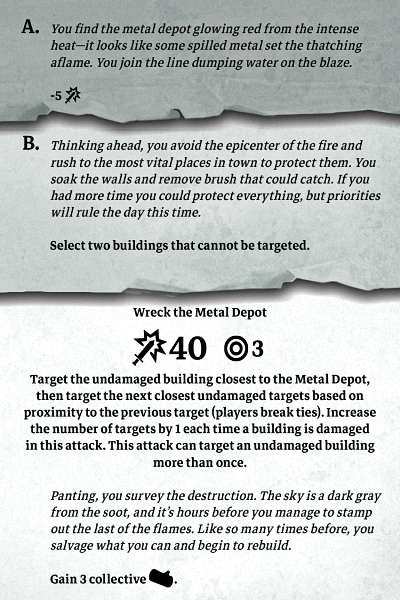 A. You find the metal depot glowing red from the intense
heat—it looks like some spilled metal set the thatching
aflame. You join the line dumping water on the blaze.
-5
B. Thinking ahead, you avoid the epicenter of the fire and
rush to the most vital places in town to protect them. You
soak the walls and remove brush that could catch. If you
had more time you could protect everything, but priorities
will rule the day this time.
Select two buildings that cannot be targeted.
Wreck the Metal Depot
40 3
Target the undamaged building closest to the Metal Depot,
then target the next closest undamaged targets based on
proximity to the previous target (players break ties). Increase
the number of targets by 1 each time a building is damaged
in this attack. This attack can target an undamaged building
more than once.
Panting, you survey the destruction. The sky is a dark gray
from the soot, and it's hours before you manage to stamp
out the last of the flames. Like so many times before, you
salvage what you can and begin to rebuild.
Gain 3 collective .